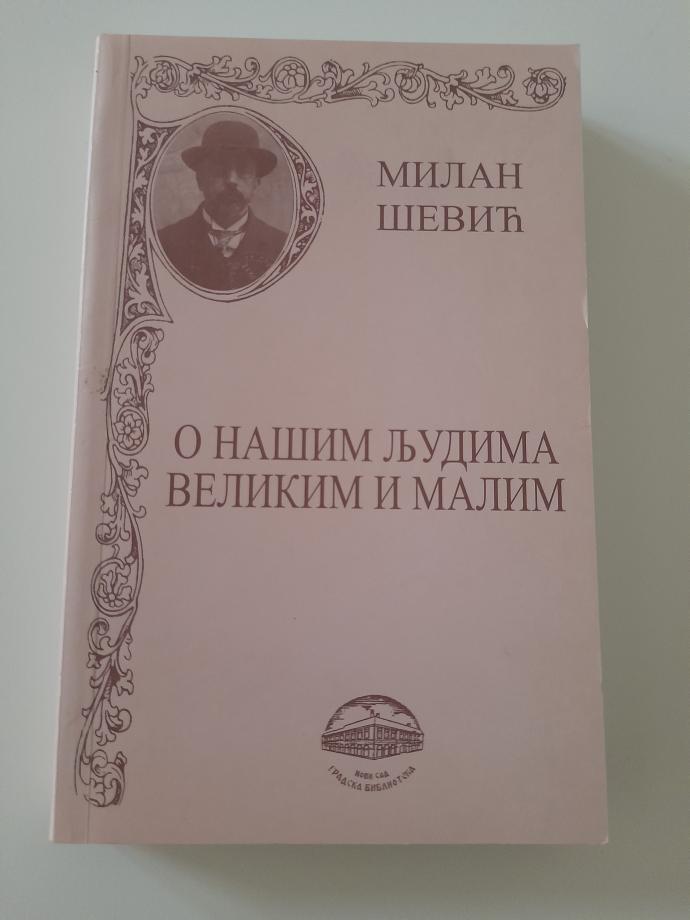 МИЛАН
ШЕВИЋ
О НАШИМ ЉУДИМА
ВЕЛИКИМ И МАЛИМ
НОВИ САД
ГРАДСКА БИБЛИОТЕКА